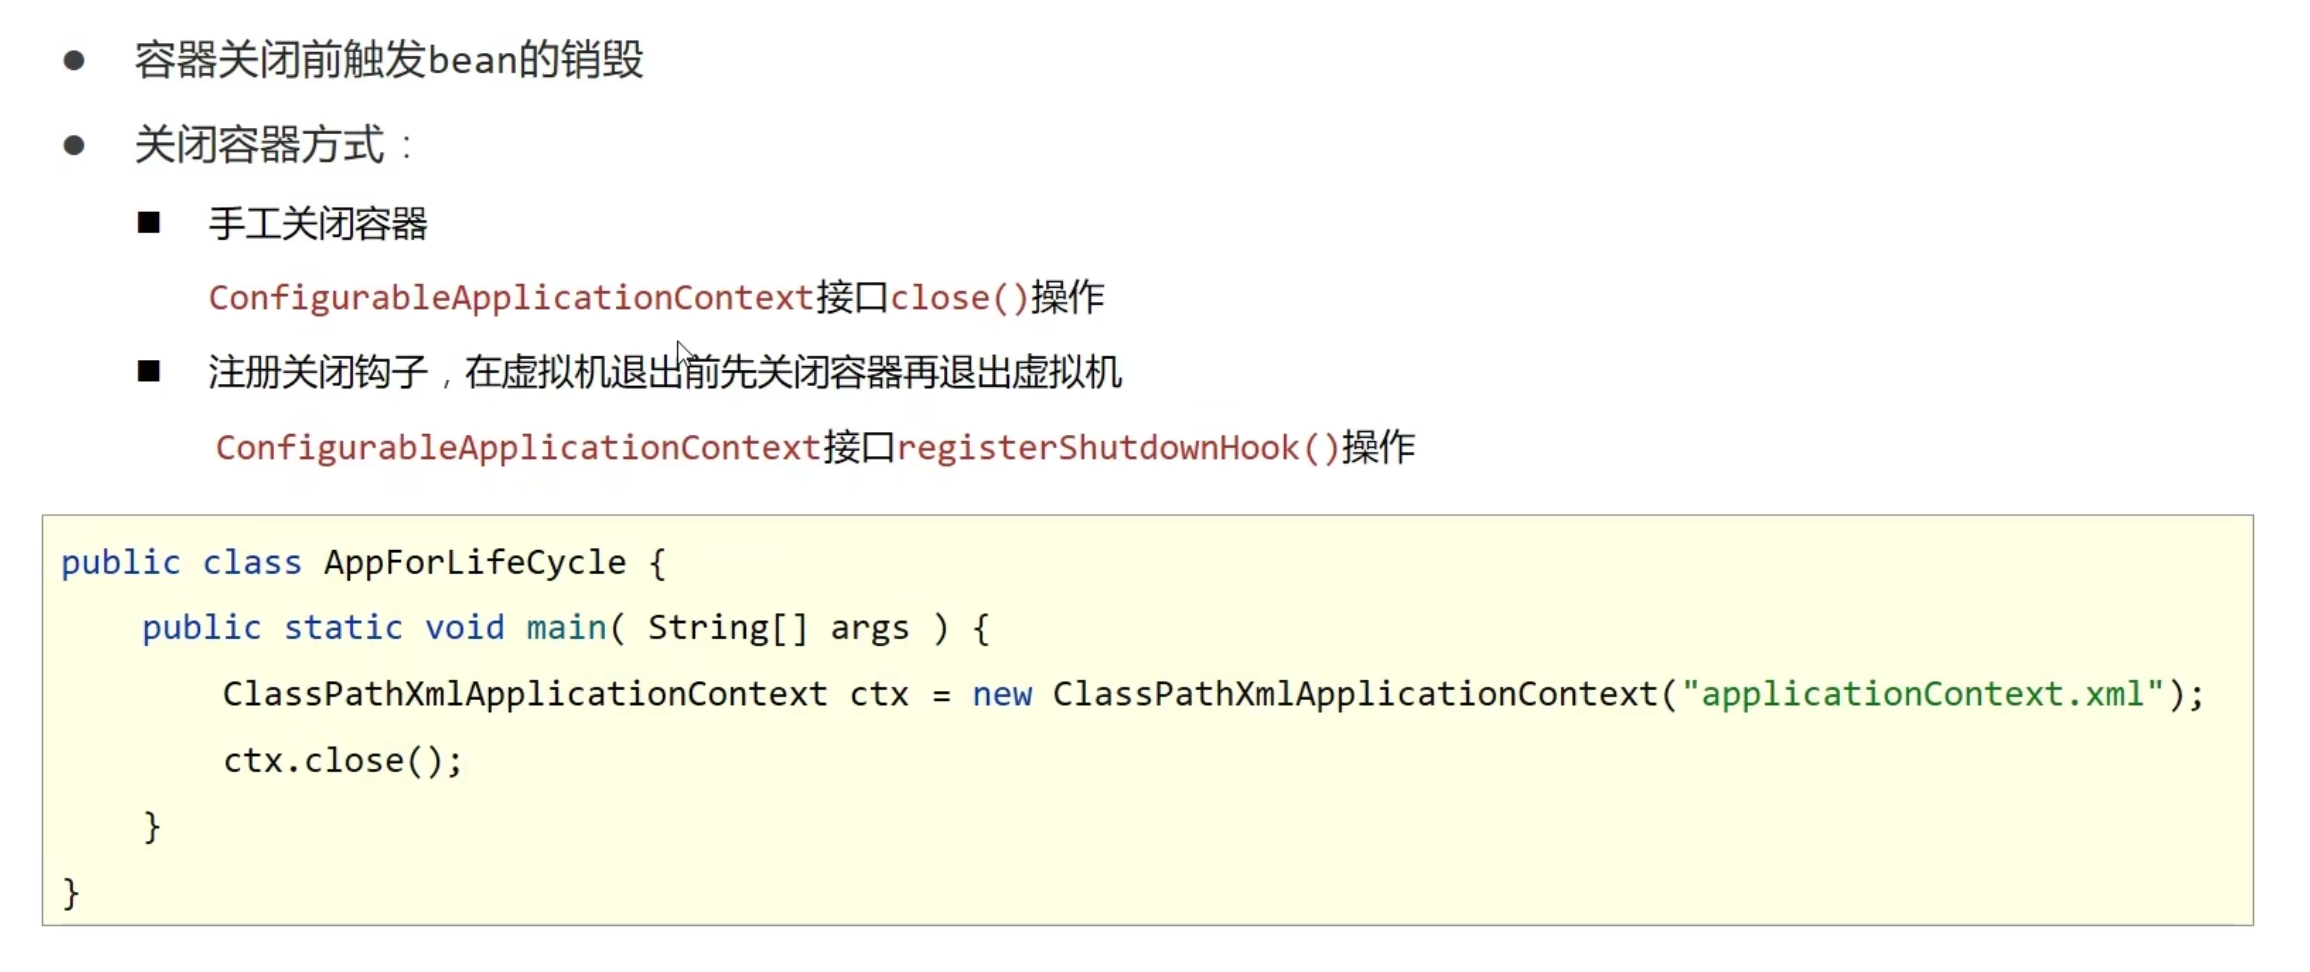 ● 容器关闭前触发bean的销毁
● 关闭容器方式：
■ 手工关闭容器
ConfigurableApplicationContext接口close()操作
■ 注册关闭钩子，在虚拟机退出前先关闭容器再退出虚拟机
ConfigurableApplicationContext接口registerShutdownHook()操作
public class AppForLifeCycle {
    public static void main( String[] args ) {
        ClassPathXmlApplicationContext ctx = new ClassPathXmlApplicationContext("applicationContext.xml");
        ctx.close();
    }
}